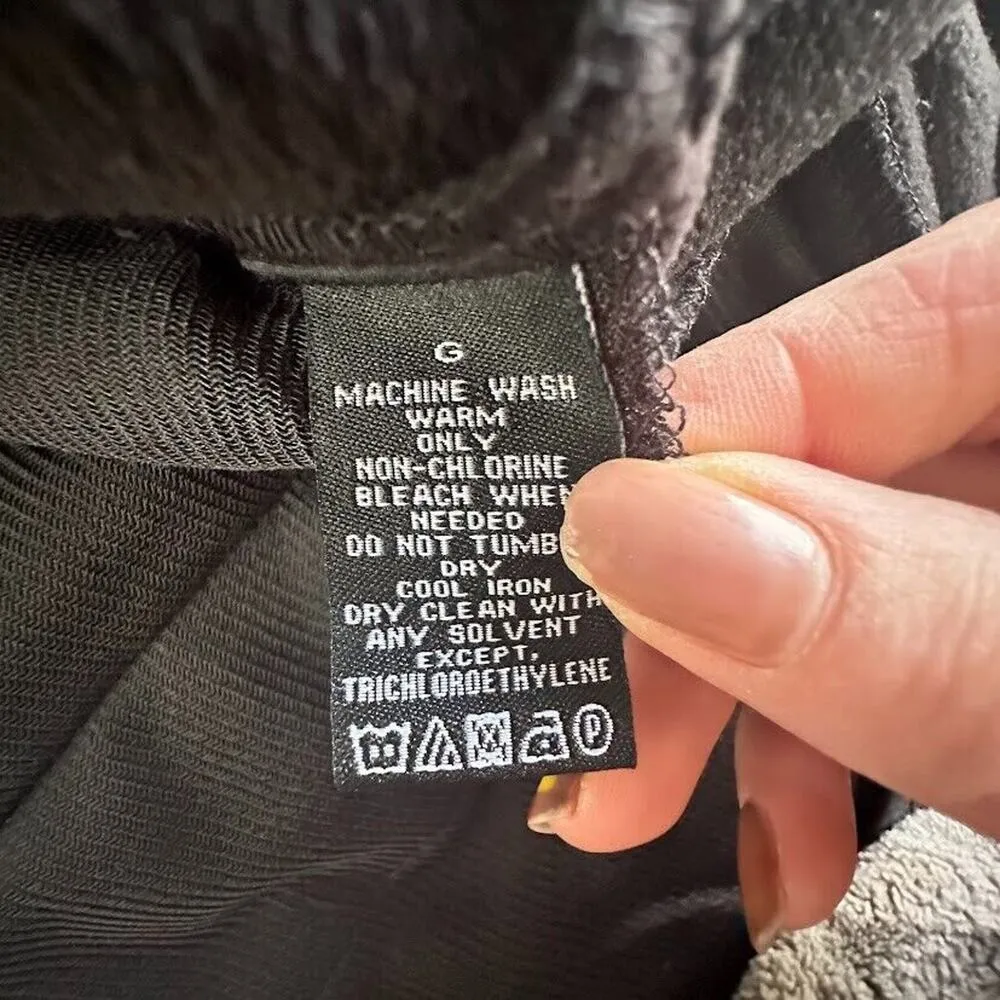 G
MACHINE WASH
WARM
ONLY
NON-CHLORINE
BLEACH WHEN
NEEDED
DO NOT TUMB
DRY
COOL IRON
DRY CLEAN WITH
ANY SOLVENT
EXCEPT.
TRICHLOROETHYLENE
P